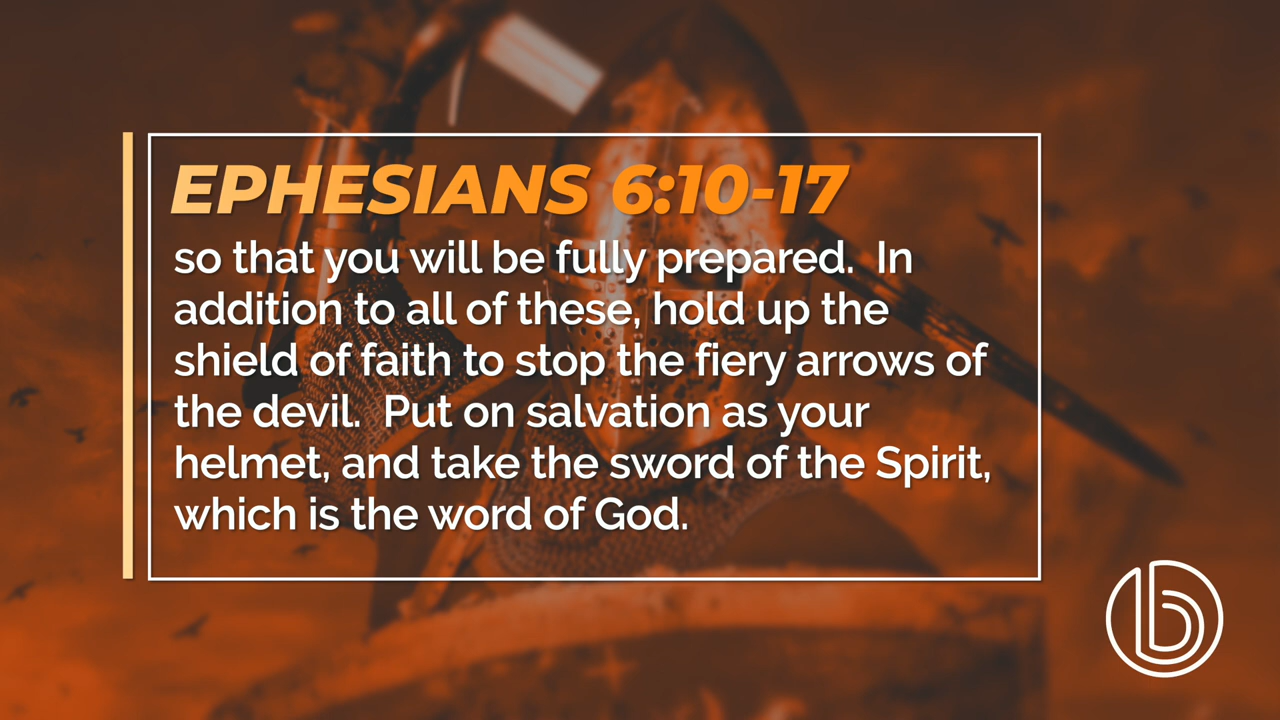 EPHESIANS 6:10-17
so that you will be fully prepared.  In
addition to all of these, hold up the
shield of faith to stop the fiery arrows of
the devil.  Put on salvation as your
helmet, and take the sword of the Spirit,
which is the word of God.
b